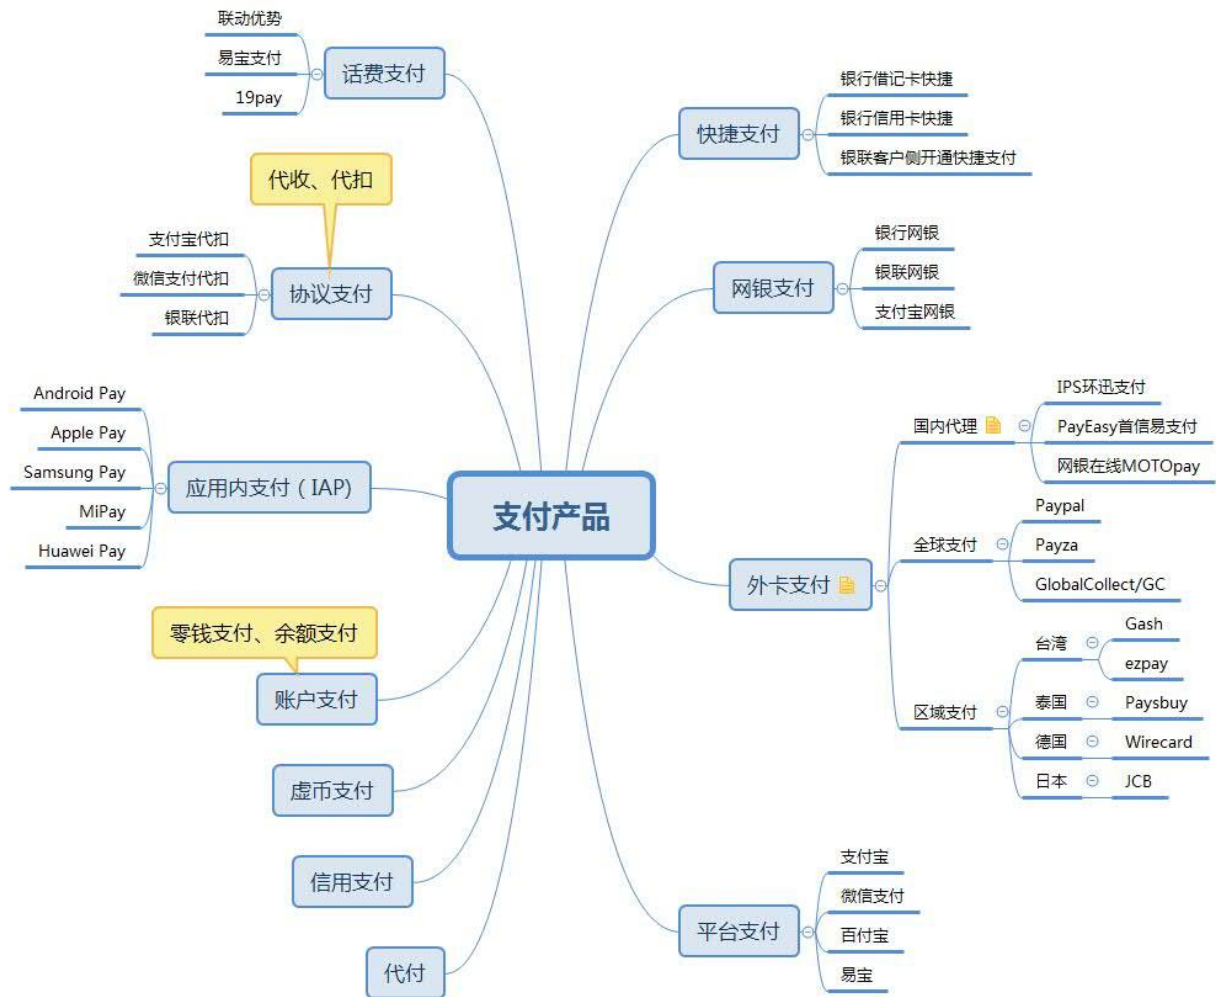 支付产品
话费支付
联动优势
易宝支付
19pay
代收、代扣
协议支付
支付宝代扣
微信支付代扣
银联代扣
应用内支付 ( IAP)
Android Pay
Apple Pay
Samsung Pay
MiPay
Huawei Pay
零钱支付、余额支付
账户支付
虚币支付
信用支付
代付
快捷支付
银行借记卡快捷
银行信用卡快捷
银联客户侧开通快捷支付
网银支付
银行网银
银联网银
支付宝网银
外卡支付
国内代理
IPS环迅支付
PayEasy首信易支付
网银在线MOTOpay
全球支付
Paypal
Payza
GlobalCollect/GC
区域支付
台湾
Gash
ezpay
泰国
Paysbuy
德国
Wirecard
日本
JCB
平台支付
支付宝
微信支付
百付宝
易宝